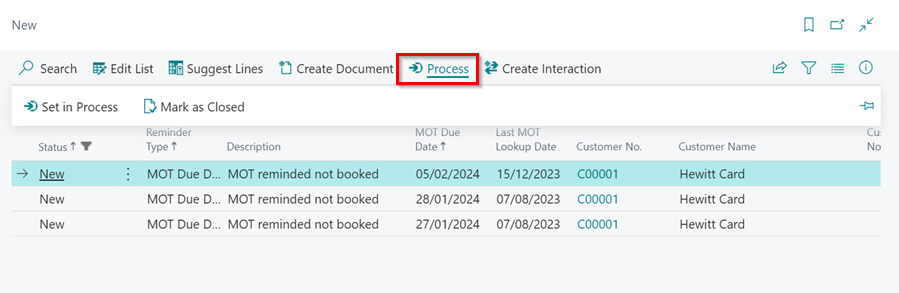 New
Search Edit List Suggest Lines Create Document Process Create Interaction
Set in Process Mark as Closed
Status Reminder Type Description MOT Due Date Last MOT Lookup Date Customer No. Customer Name Cu No
New MOT Due D... MOT reminded not booked 05/02/2024 15/12/2023 C00001 Hewitt Card
New MOT Due D... MOT reminded not booked 28/01/2024 07/08/2023 C00001 Hewitt Card
New MOT Due D... MOT reminded not booked 27/01/2024 07/08/2023 C00001 Hewitt Card